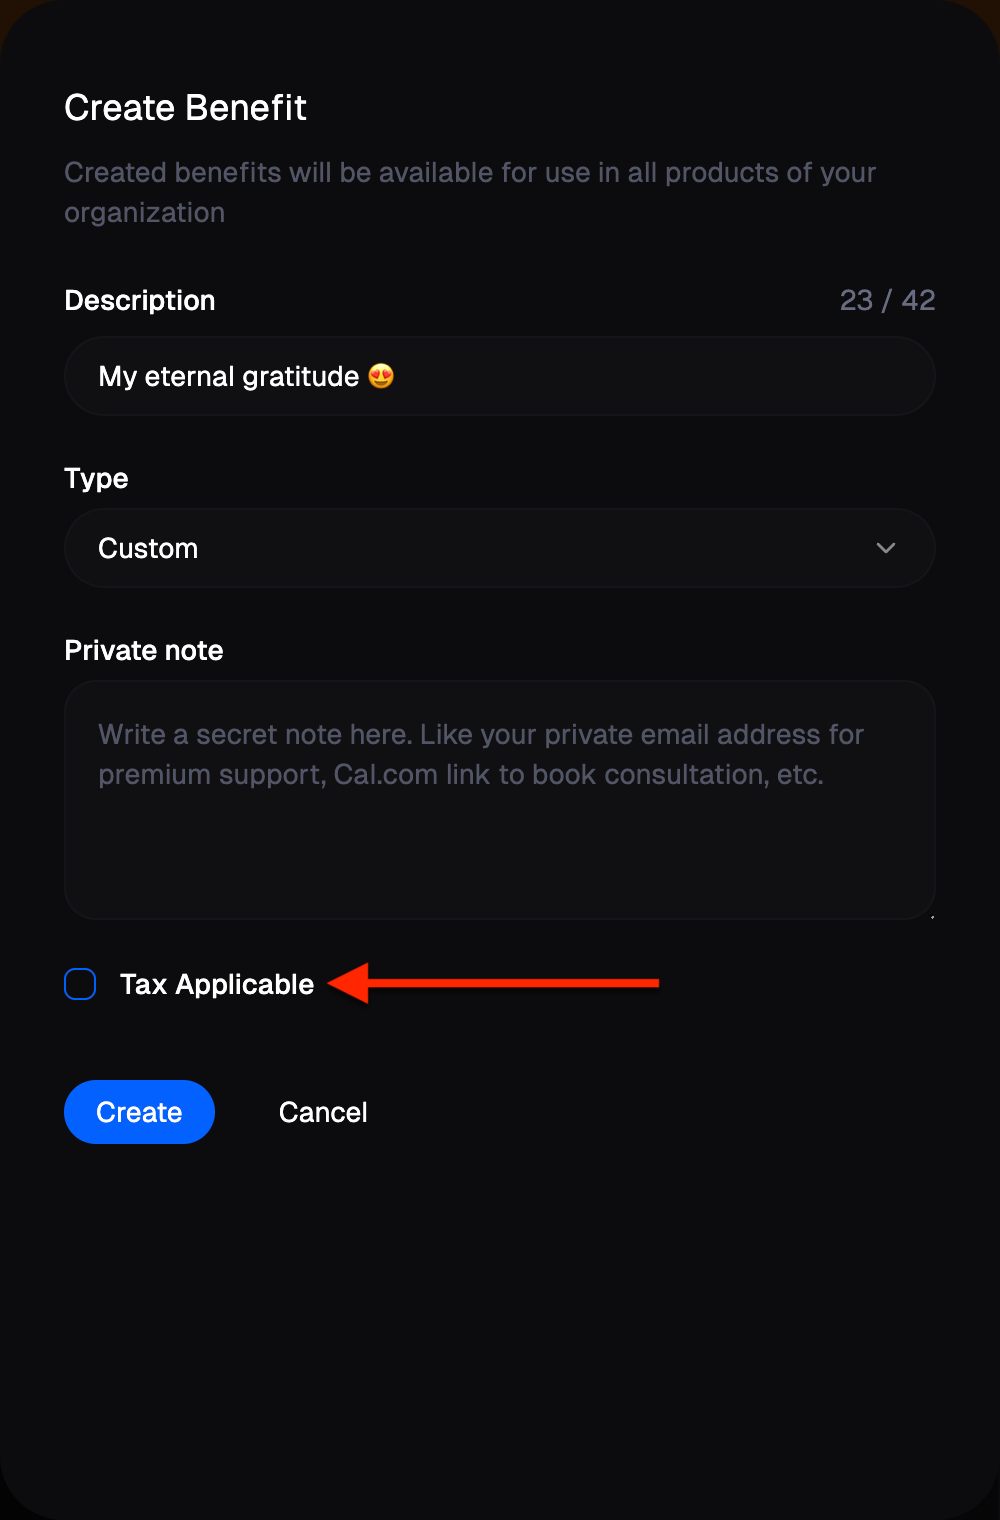 Create Benefit
Created benefits will be available for use in all products of your
organization
Description
23 / 42
My eternal gratitude 😍
Type
Custom
Private note
Write a secret note here. Like your private email address for
premium support, Cal.com link to book consultation, etc.
Tax Applicable
Create
Cancel